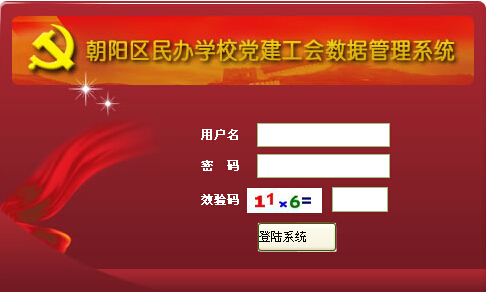 朝阳区民办学校党建工会数据管理系统
用户名
密 码
效验码 11×6=
登陆系统